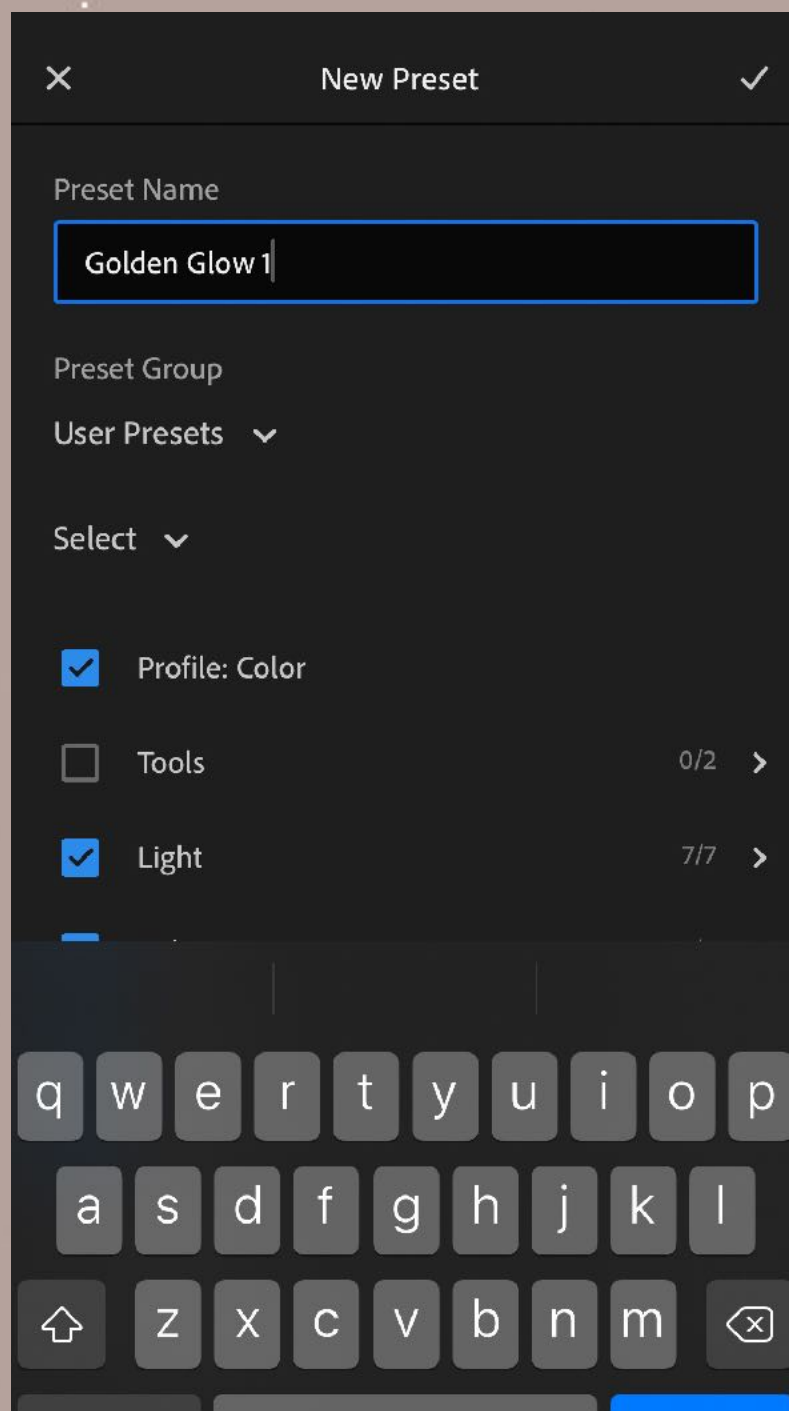 New Preset
Preset Name
Golden Glow 1
Preset Group
User Presets
Select
Profile: Color
Tools 0/2
Light 7/7
q w e r t y u i o p
a s d f g h j k l
z x c v b n m